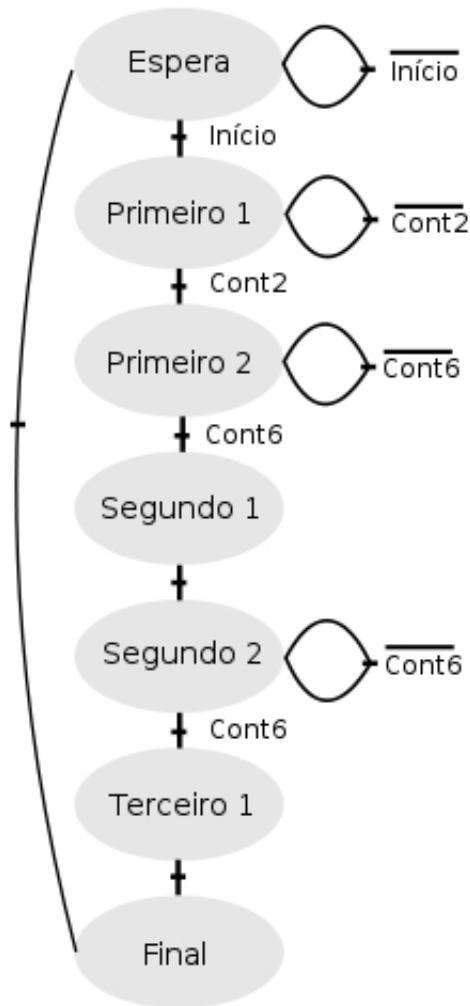 Espera
Início
Início
Primeiro 1
Cont2
Cont2
Primeiro 2
Cont6
Cont6
Segundo 1
Segundo 2
Cont6
Cont6
Terceiro 1
Final